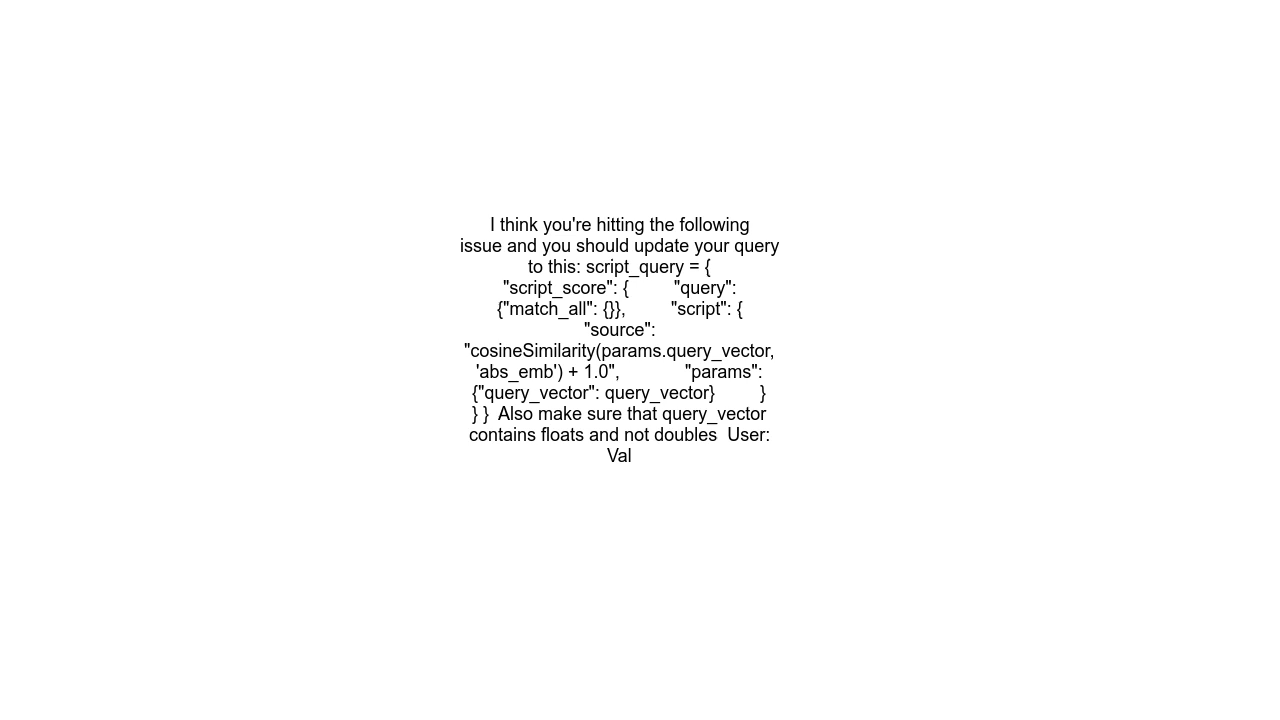 I think you're hitting the following
issue and you should update your query
to this: script_query = {
"script_score": {         "query":
{"match_all": {}},         "script": {
"source":
"cosineSimilarity(params.query_vector,
'abs_emb') + 1.0",             "params":
{"query_vector": query_vector}         }
} }  Also make sure that query_vector
contains floats and not doubles  User:
Val